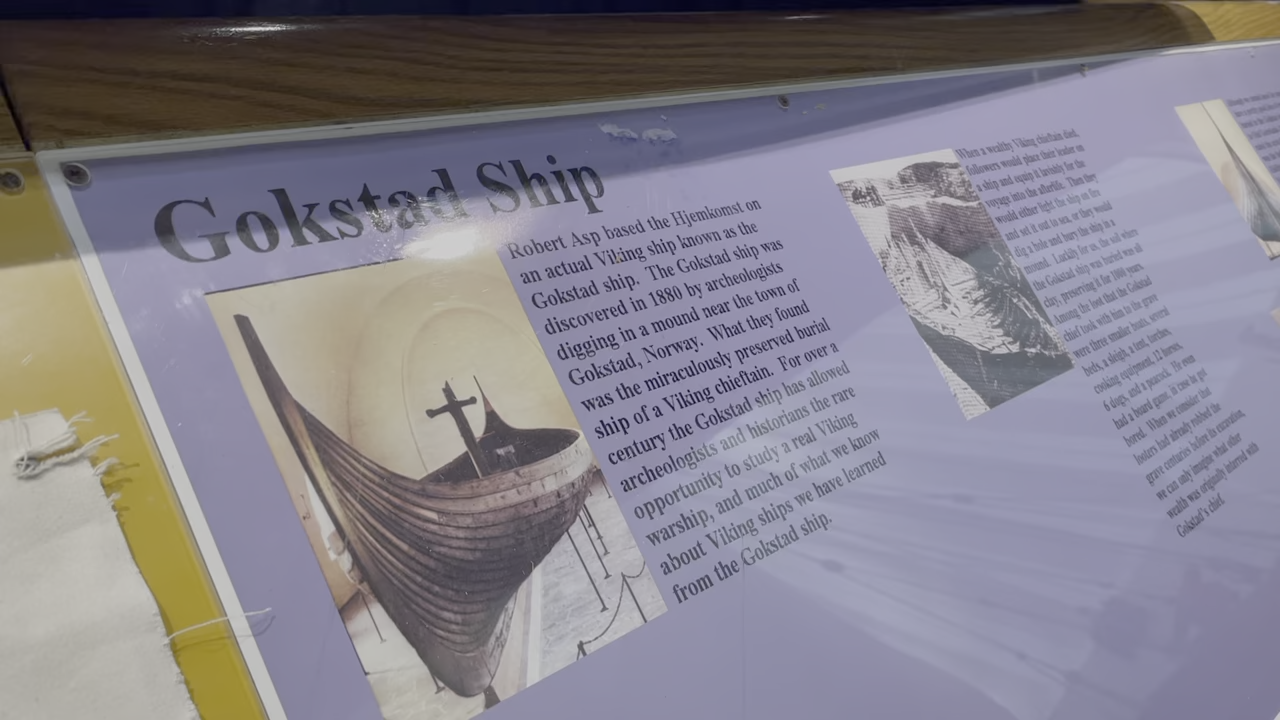 Gokstad Ship
Robert Asp based the Hjemkomst on
an actual Viking ship known as the
Gokstad ship. The Gokstad ship was
discovered in 1880 by archeologists
digging in a mound near the town of
Gokstad, Norway. What they found
was the miraculously preserved burial
ship of a Viking chieftain. For over a
century the Gokstad ship has allowed
archeologists and historians the rare
opportunity to study a real Viking
warship, and much of what we know
about Viking ships we have learned
from the Gokstad ship.
When a wealthy Viking chieftain died,
followers would place their leader on
a ship and equip it lavishly for the
voyage into the afterlife. Then they
would either light the ship on fire
and set it out to sea, or they would
dig a hole and bury the ship in a
mound. Luckily for us, the soil where
the Gokstad ship was buried was of
clay, preserving it for 1000 years.
Among the loot that the Gokstad
chief took with him to the grave
were three smaller boats, several
beds, a sleigh, a tent, torches,
cooking equipment, 12 horses,
6 dogs, and a peacock. He even
had a board game, in case he got
bored. When we consider that
looters had already robbed the
grave centuries before its excavation,
we can only imagine what other
wealth was originally interred with
Gokstad's chief.